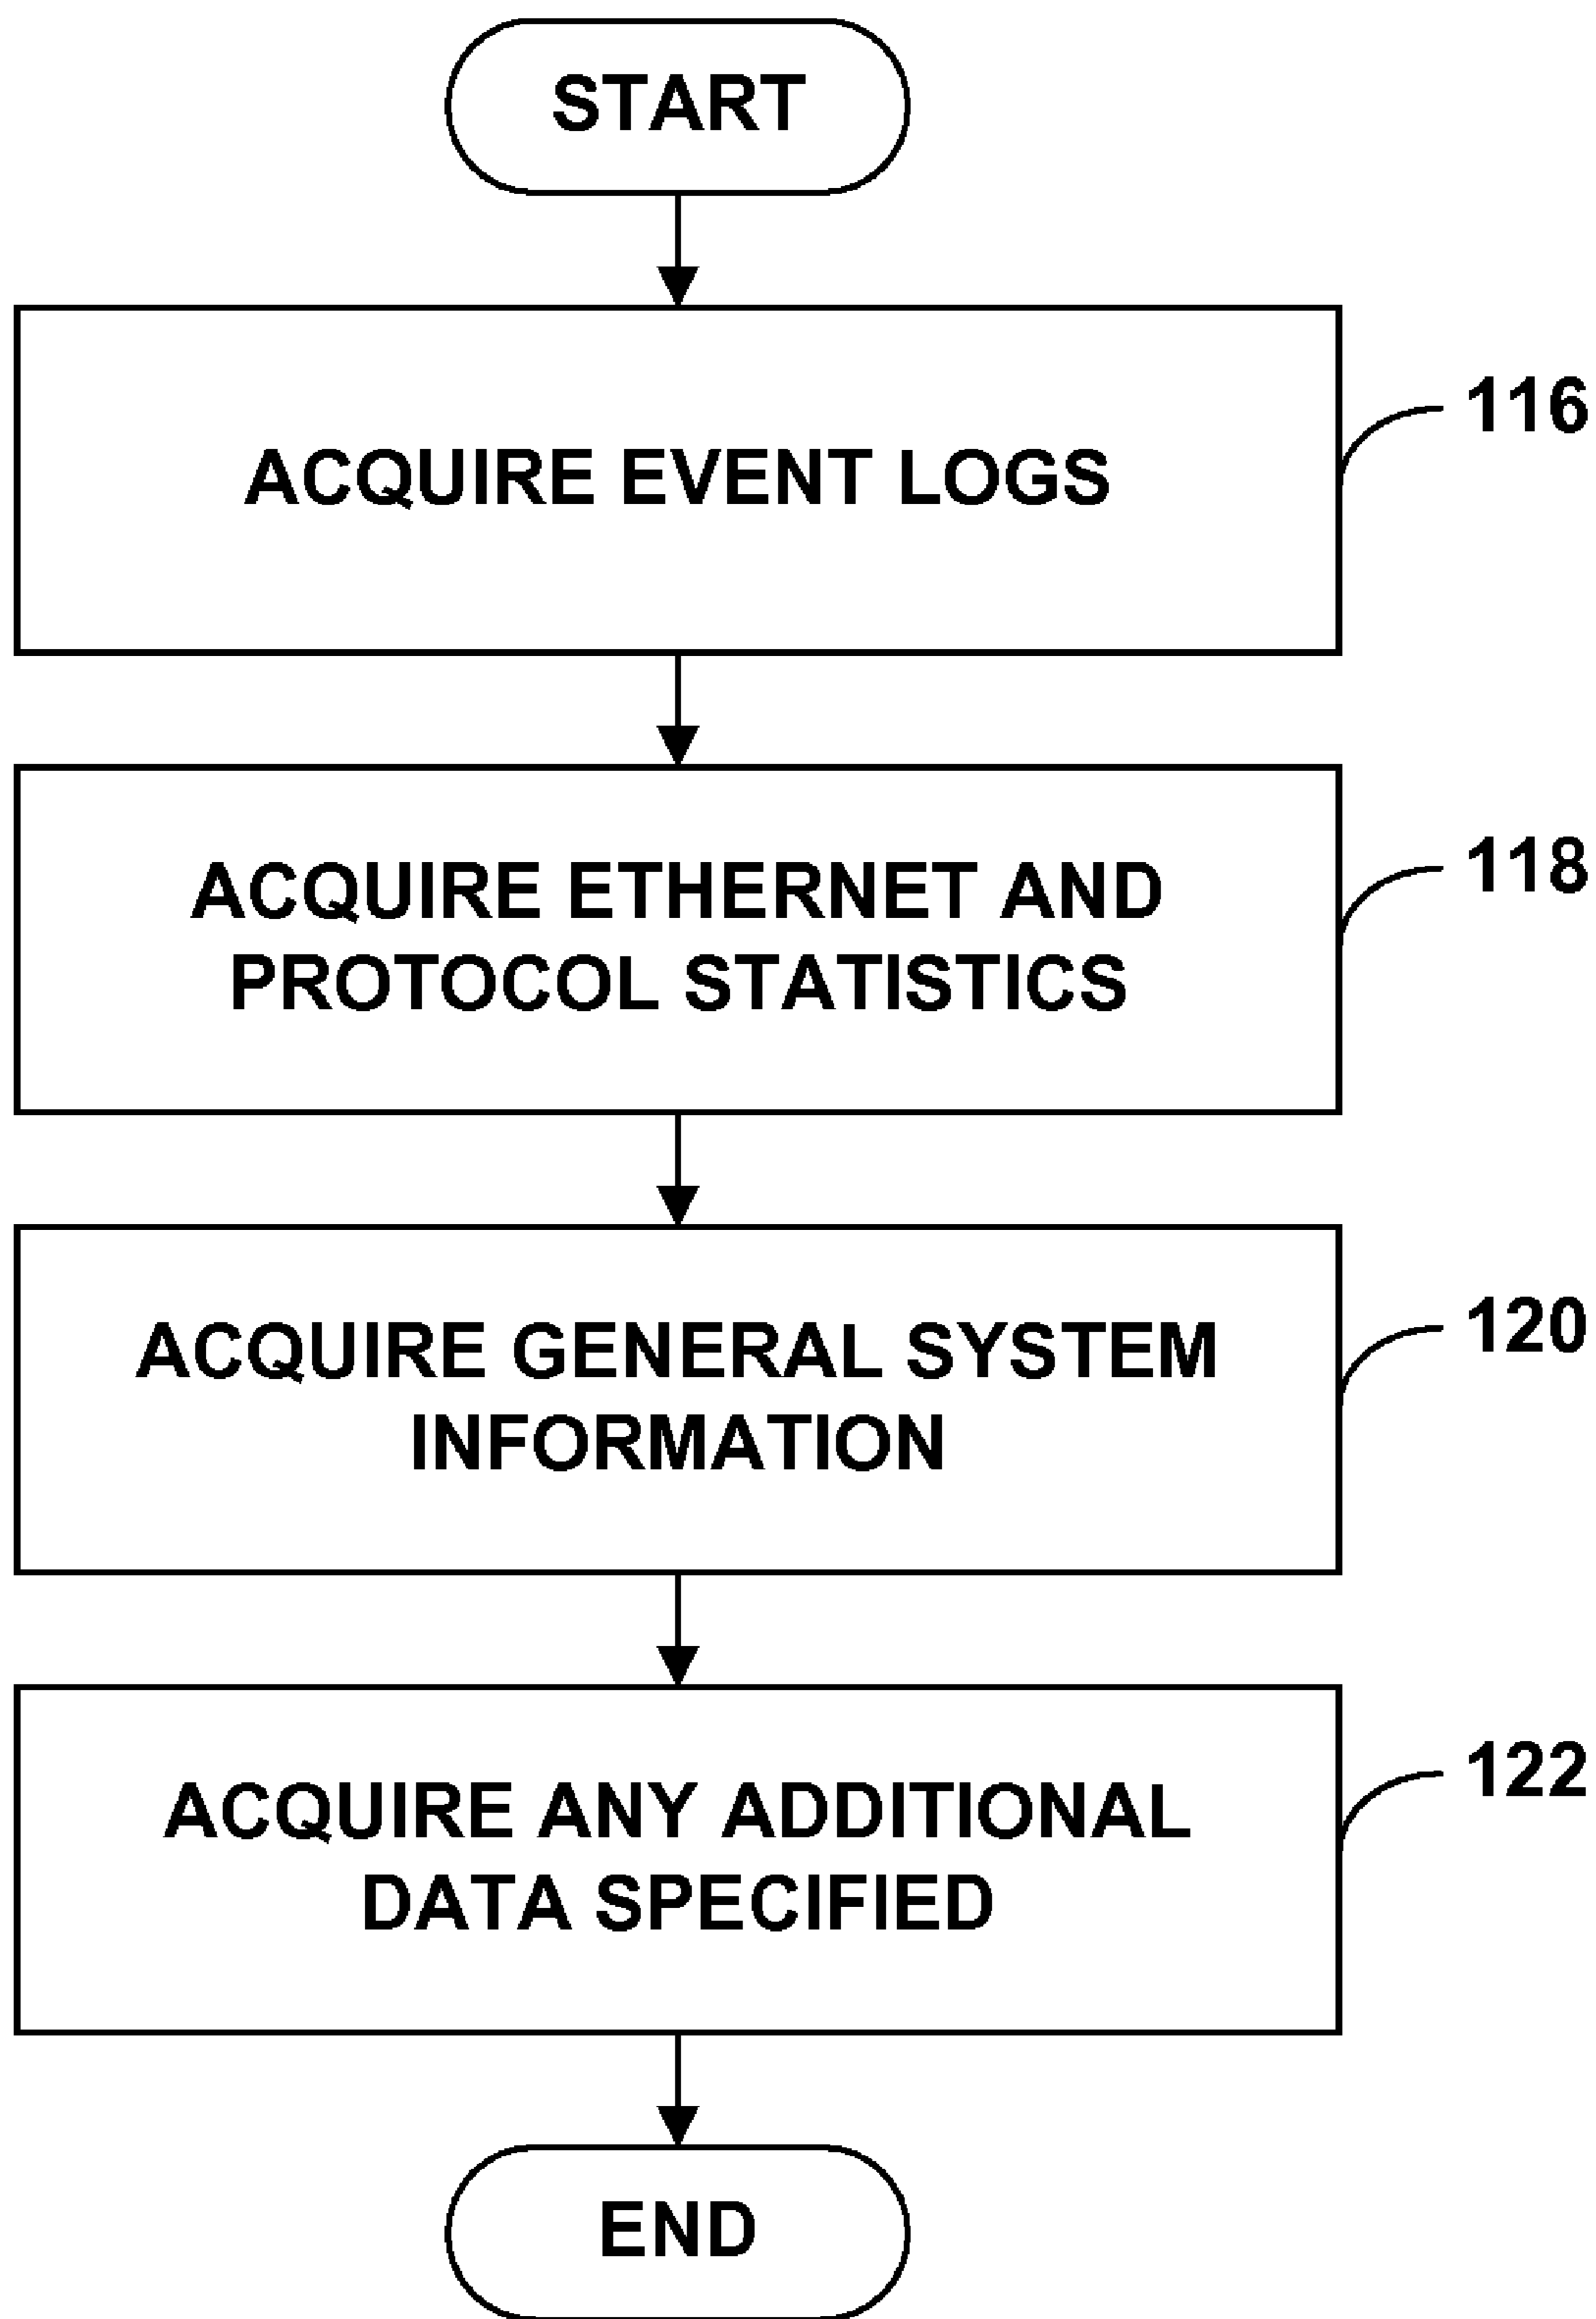 START
ACQUIRE EVENT LOGS
116
ACQUIRE ETHERNET AND
PROTOCOL STATISTICS
118
ACQUIRE GENERAL SYSTEM
INFORMATION
120
ACQUIRE ANY ADDITIONAL
DATA SPECIFIED
122
END